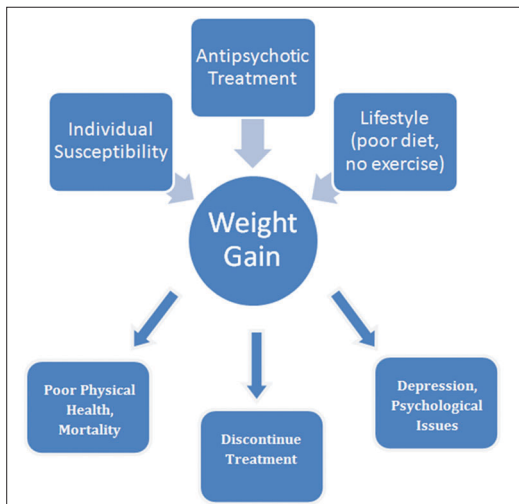 Antipsychotic
Treatment
Individual
Susceptibility
Lifestyle
(poor diet,
no exercise)
Weight
Gain
Poor Physical
Health,
Mortality
Discontinue
Treatment
Depression,
Psychological
Issues